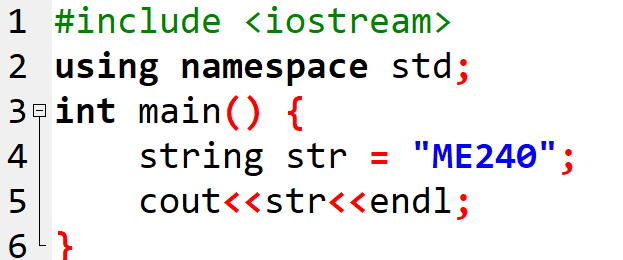 1 #include <iostream>
2 using namespace std;
3 int main() {
4     string str = "ME240";
5     cout<<str<<endl;
6 }